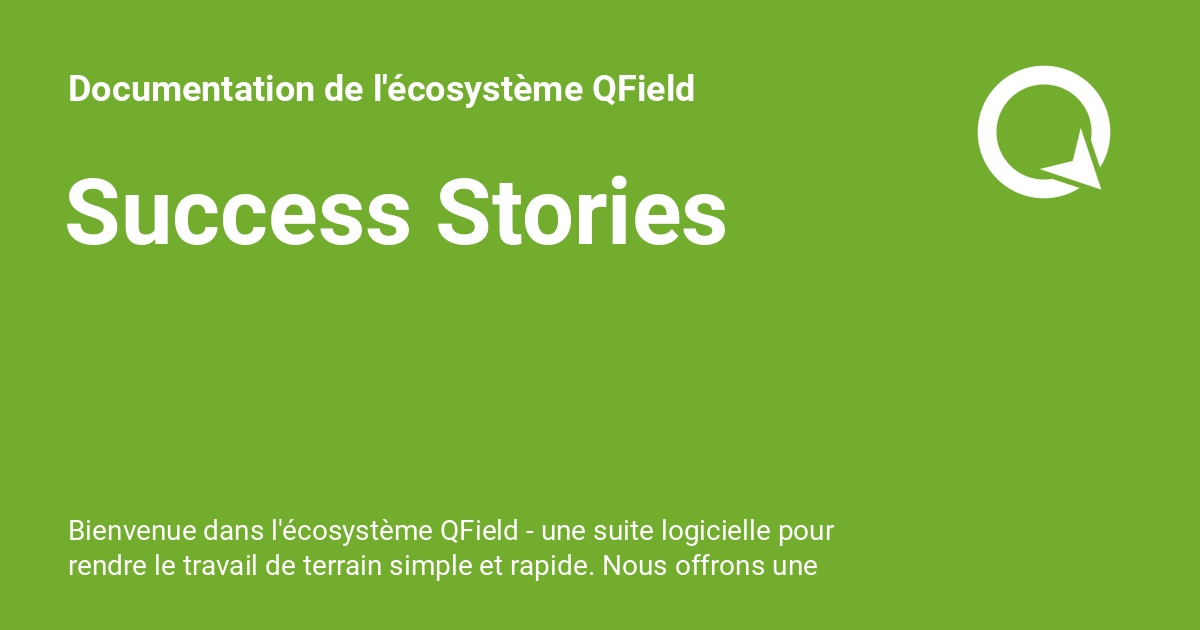 Documentation de l'écosystème QField
Success Stories
Bienvenue dans l'écosystème QField - une suite logicielle pour
rendre le travail de terrain simple et rapide. Nous offrons une